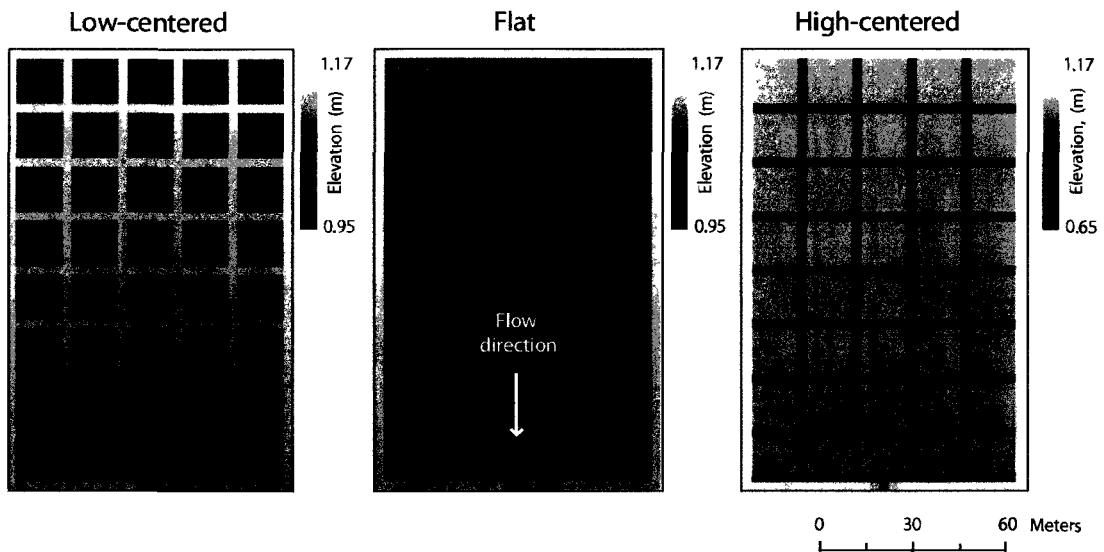 Low-centered
Flat
High-centered
1.17
Elevation (m)
0.95
1.17
Elevation (m)
0.95
1.17
Elevation, (m)
0.65
Flow
direction
0 30 60 Meters